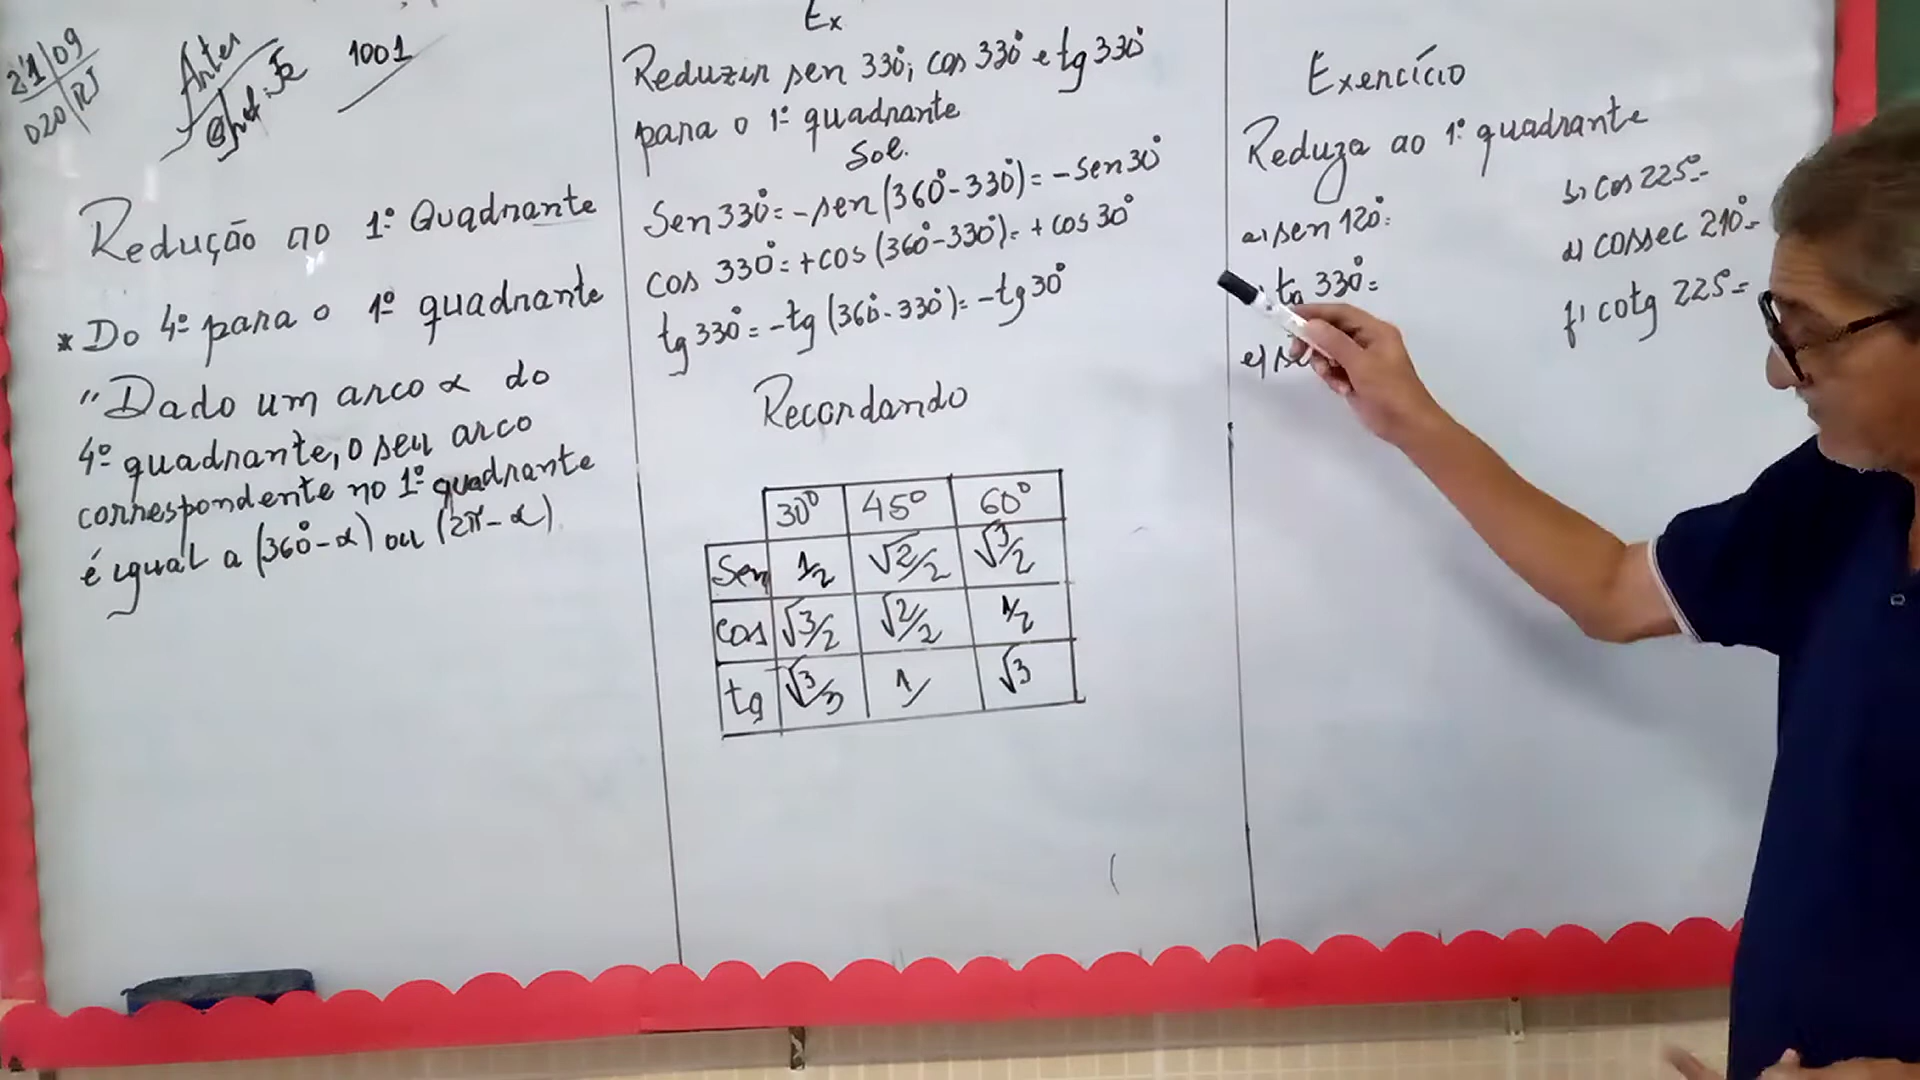 21/09
020/RJ
1001
Redução ao 1º Quadrante
* Do 4º para o 1º quadrante
"Dado um arco α do
4º quadrante, o seu arco
correspondente no 1º quadrante
é igual a (360°-α) ou (2π-α)
Ex
Reduzir sen 330°; cos 330° e tg 330°
para o 1º quadrante
Sol.
Sen 330° = -sen (360°-330°) = -sen 30°
cos 330° = +cos (360°-330°) = +cos 30°
tg 330° = -tg (360°-330°) = -tg 30°
Recordando
30° 45° 60°
Sen 1/2 √2/2 √3/2
cos √3/2 √2/2 1/2
tg √3/3 1 √3
Exercício
Reduza ao 1º quadrante
a) sen 120°=
b) cos 225°=
tg 330°=
d) cossec 210°=
e)
f) cotg 225°=